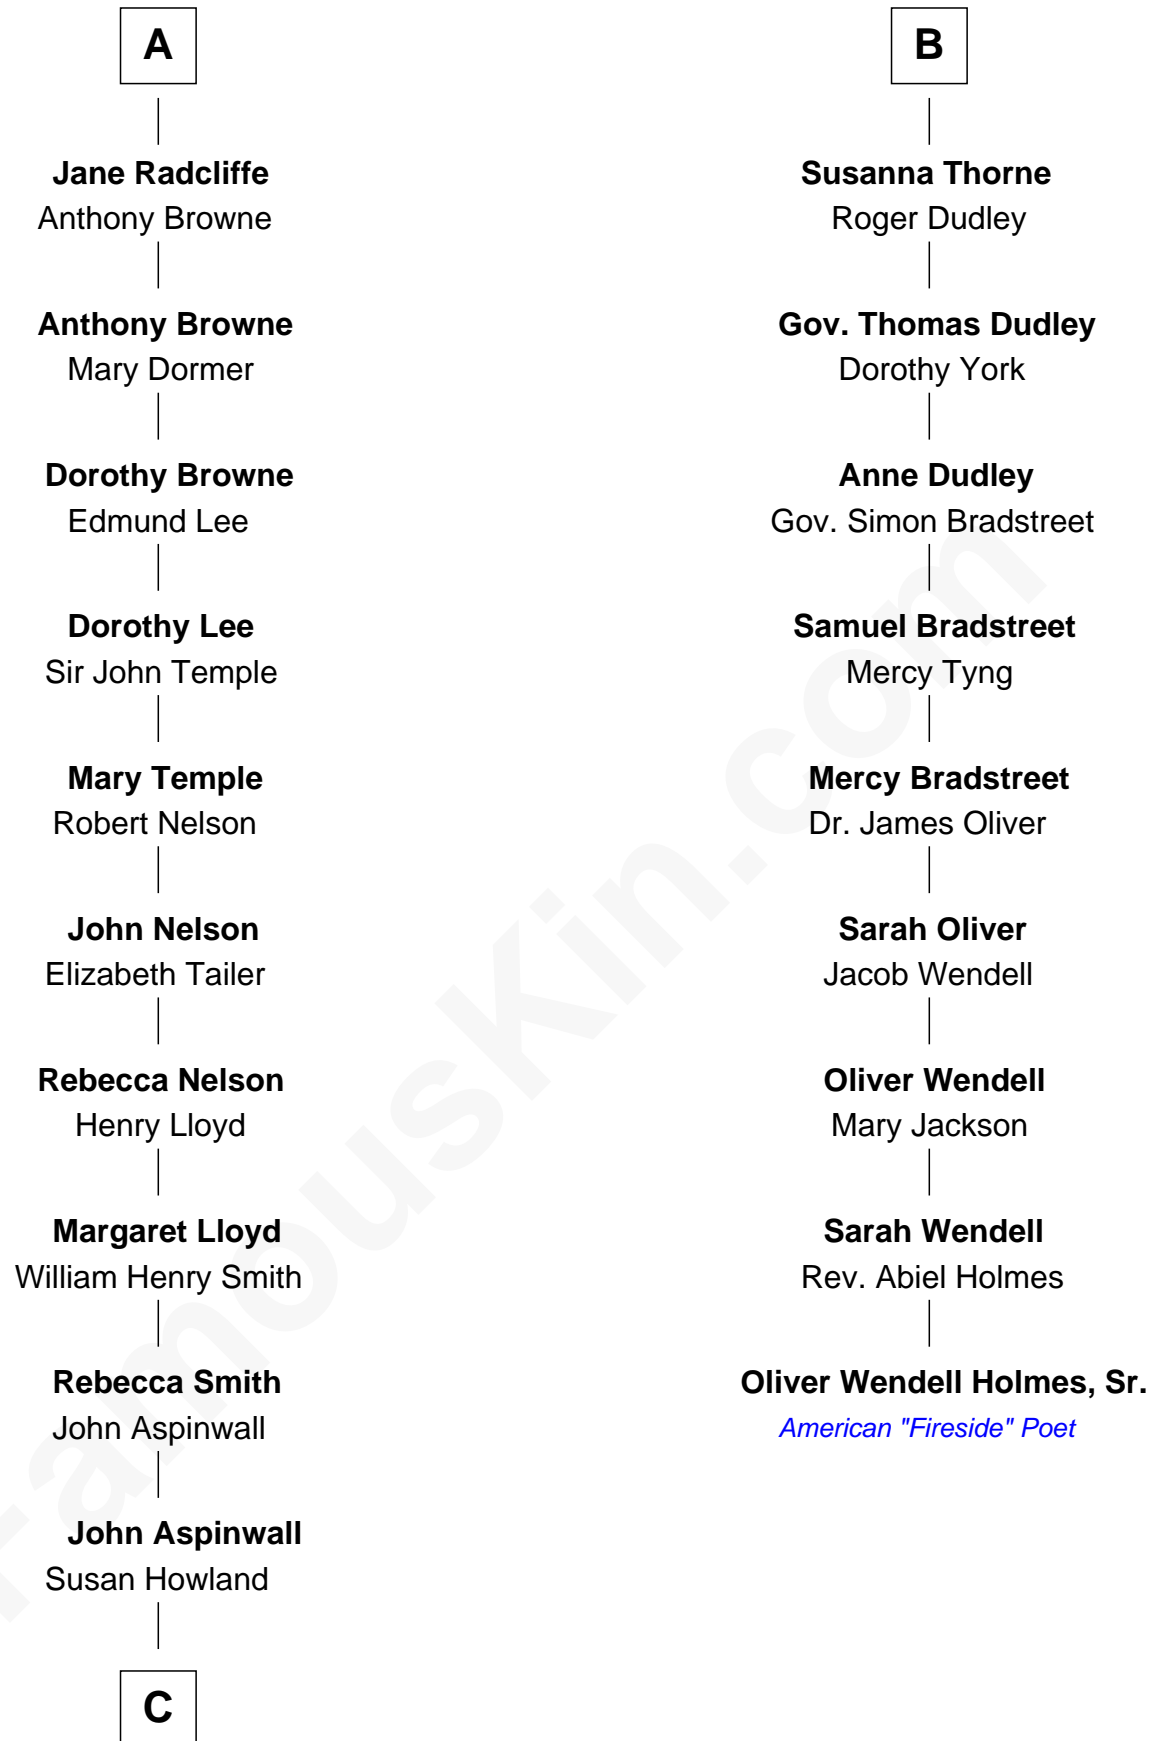 A
Jane Radcliffe
Anthony Browne
Anthony Browne
Mary Dormer
Dorothy Browne
Edmund Lee
Dorothy Lee
Sir John Temple
Mary Temple
Robert Nelson
John Nelson
Elizabeth Tailer
Rebecca Nelson
Henry Lloyd
Margaret Lloyd
William Henry Smith
Rebecca Smith
John Aspinwall
John Aspinwall
Susan Howland
C
B
Susanna Thorne
Roger Dudley
Gov. Thomas Dudley
Dorothy York
Anne Dudley
Gov. Simon Bradstreet
Samuel Bradstreet
Mercy Tyng
Mercy Bradstreet
Dr. James Oliver
Sarah Oliver
Jacob Wendell
Oliver Wendell
Mary Jackson
Sarah Wendell
Rev. Abiel Holmes
Oliver Wendell Holmes, Sr.
American "Fireside" Poet
FamousKin.com